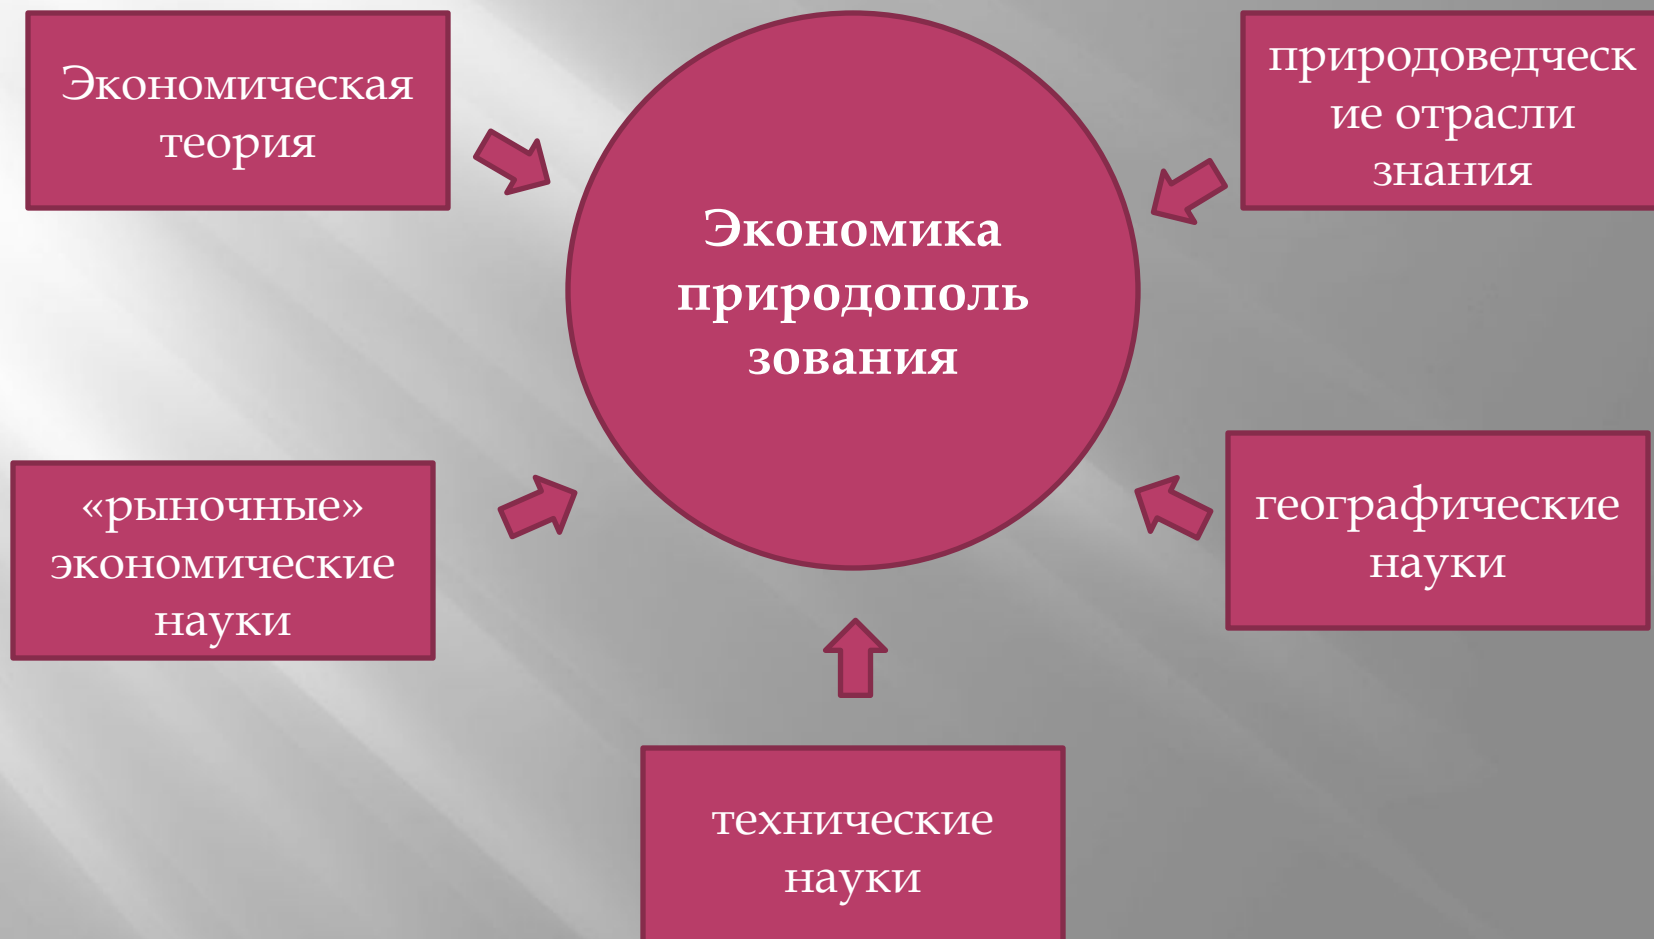 Экономическая
теория
природоведческ
ие отрасли
знания
Экономика
природополь
зования
«рыночные»
экономические
науки
географические
науки
технические
науки